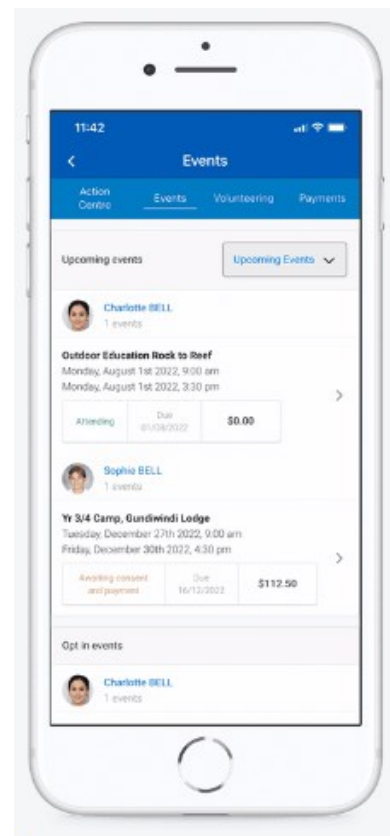 11:42
Events
Action
Centre
Events
Volunteering
Payments
Upcoming events
Upcoming Events
Charlotte BELL
1 events
Outdoor Education Rock to Reef
Monday, August 1st 2022, 9:00 am
Monday, August 1st 2022, 3:30 pm
Attending
Due
01/08/2022
$0.00
Sophie BELL
1 events
Yr 3/4 Camp, Gundiwindi Lodge
Tuesday, December 27th 2022, 9:00 am
Friday, December 30th 2022, 4:30 pm
Awaiting consent
and payment
Due
16/12/2022
$112.50
Opt in events
Charlotte BELL
1 events